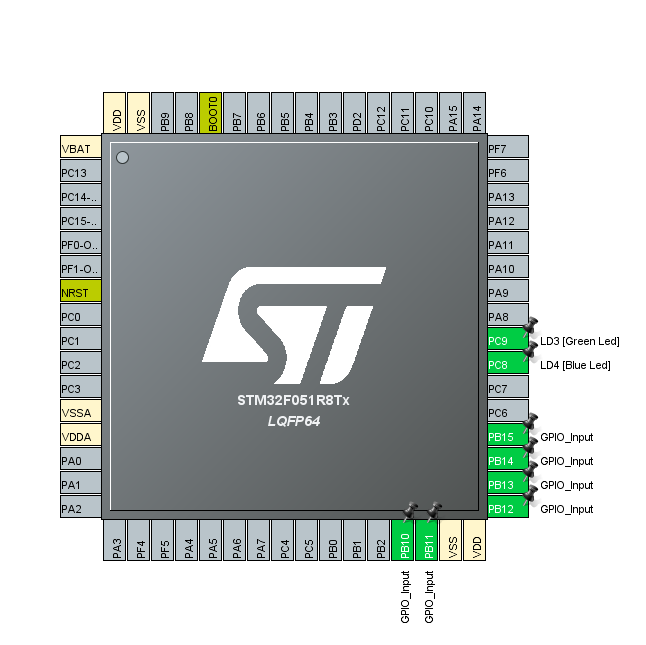 VDD
VSS
PB9
PB8
BOOT0
PB7
PB6
PB5
PB4
PB3
PD2
PC12
PC11
PC10
PA15
PA14
VBAT
PC13
PC14-..
PC15-..
PF0-O..
PF1-O..
NRST
PC0
PC1
PC2
PC3
VSSA
VDDA
PA0
PA1
PA2
ST
STM32F051R8Tx
LQFP64
PF7
PF6
PA13
PA12
PA11
PA10
PA9
PA8
PC9 LD3 [Green Led]
PC8 LD4 [Blue Led]
PC7
PC6
PB15 GPIO_Input
PB14 GPIO_Input
PB13 GPIO_Input
PB12 GPIO_Input
PA3
PF4
PF5
PA4
PA5
PA6
PA7
PC4
PC5
PB0
PB1
PB2
PB10 GPIO_Input
PB11 GPIO_Input
VSS
VDD